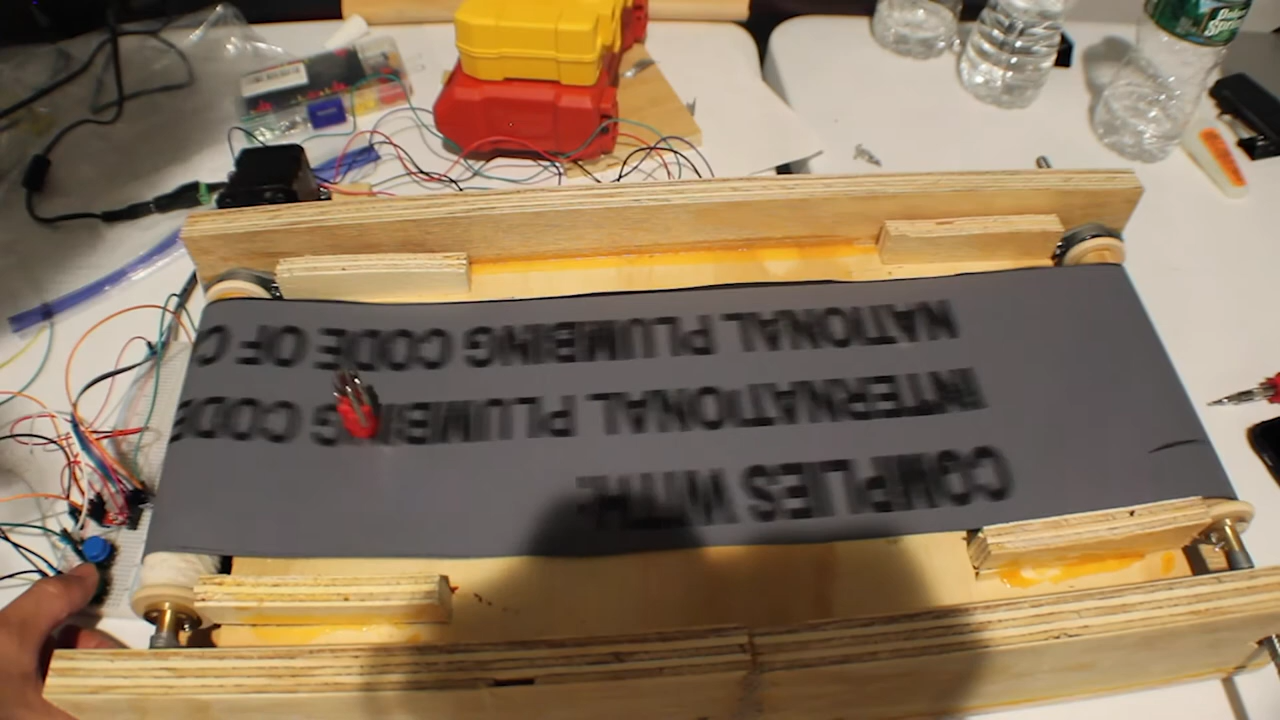 COMPLIES WITH:
INTERNATIONAL PLUMBING CODE
NATIONAL PLUMBING CODE OF C